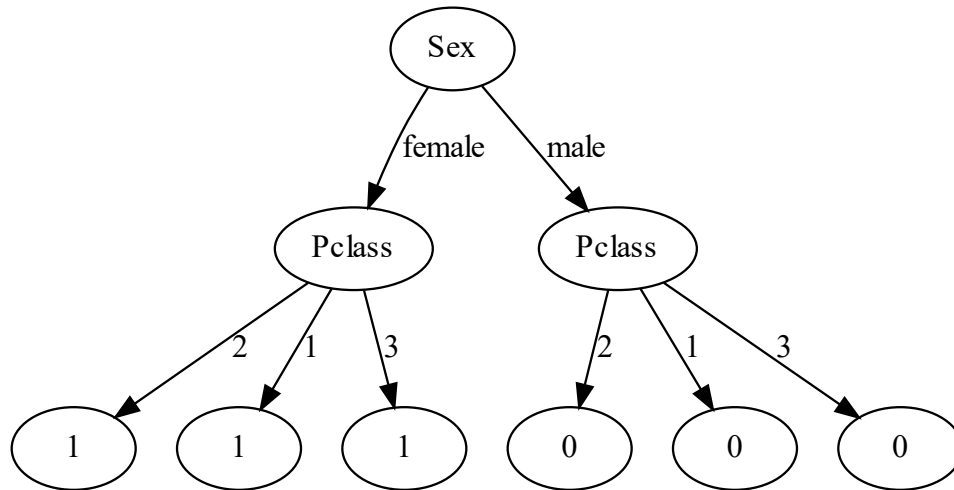 Sex
female male
Pclass Pclass
2 1 3 2 1 3
1 1 1 0 0 0